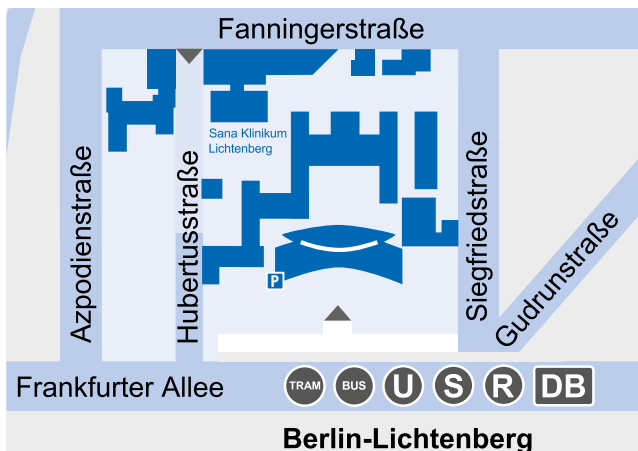 Fanningerstraße
Sana Klinikum
Lichtenberg
Azpodienstraße
Hubertusstraße
Siegfriedstraße
Gudrunstraße
P
Frankfurter Allee
TRAM BUS U S R DB
Berlin-Lichtenberg